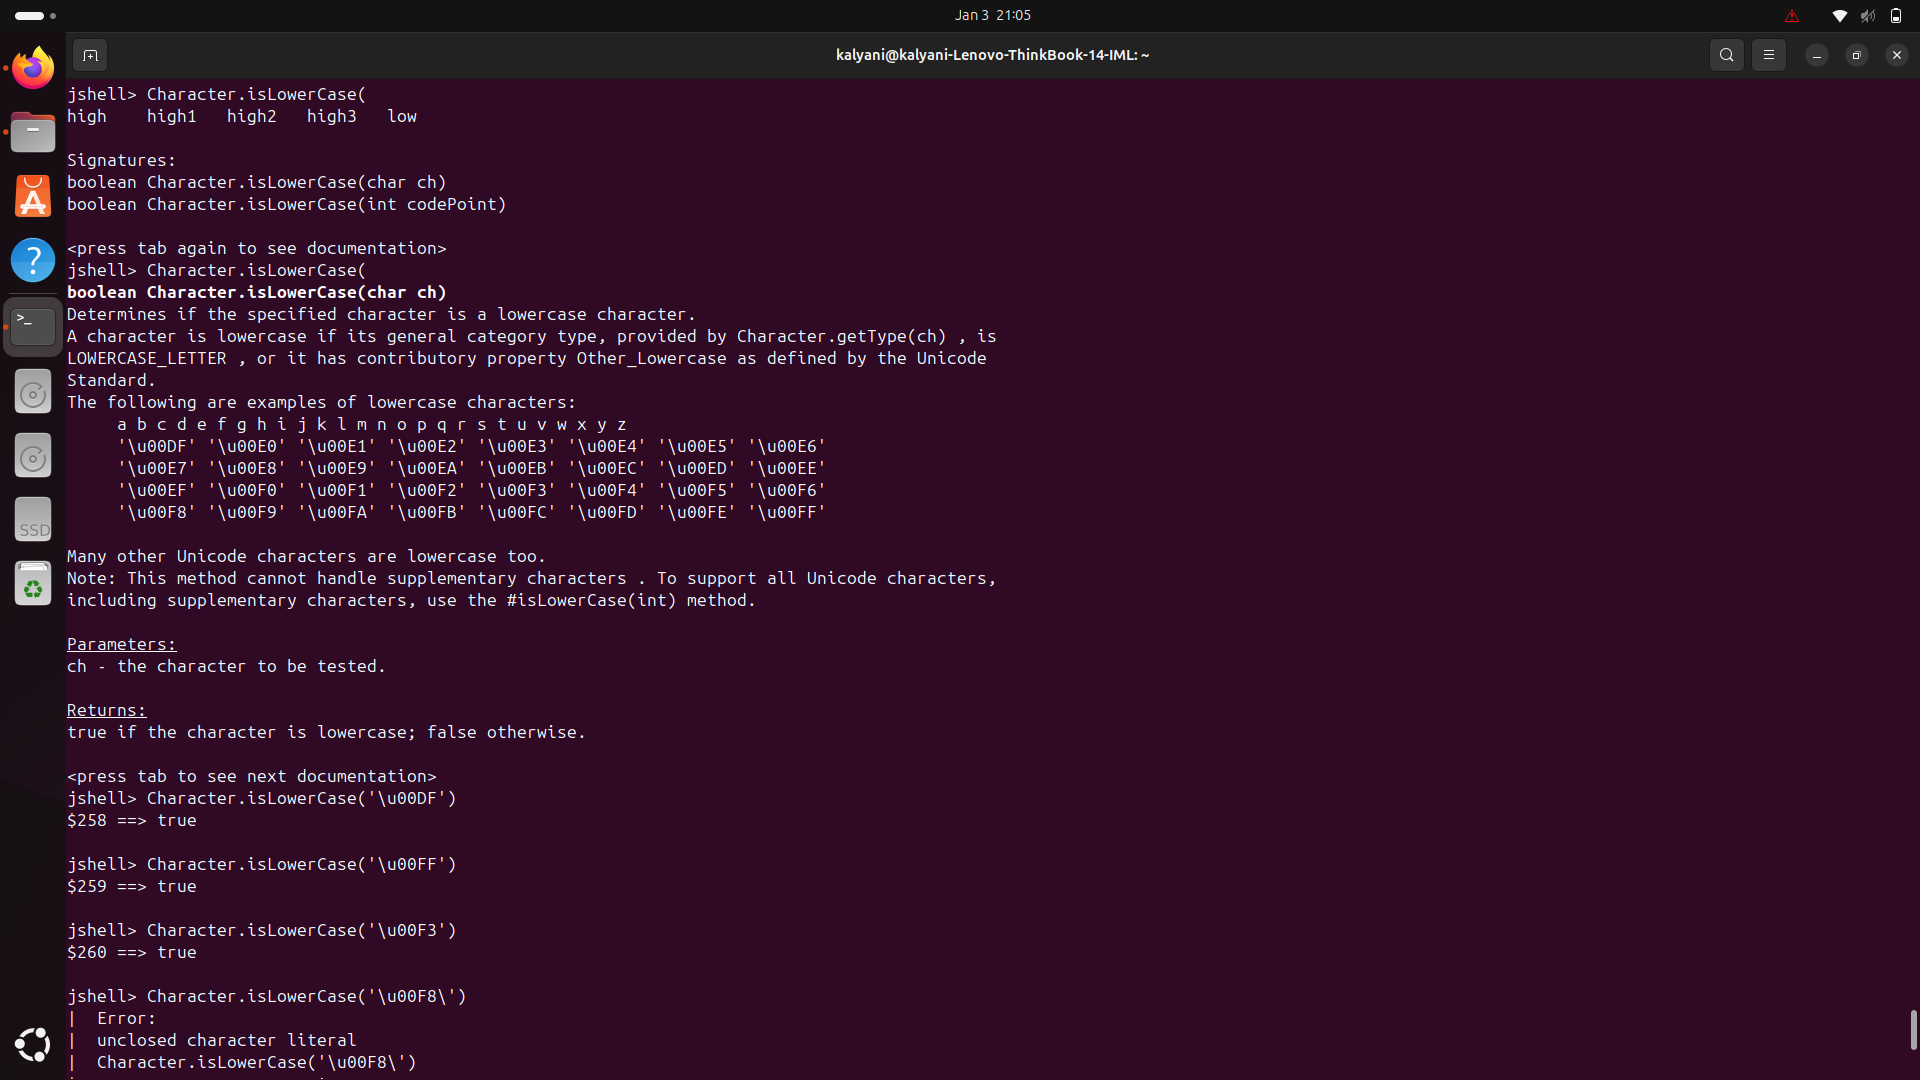 Jan 3 21:05
kalyani@kalyani-Lenovo-ThinkBook-14-IML: ~
jshell> Character.isLowerCase(
high high1 high2 high3 low
Signatures:
boolean Character.isLowerCase(char ch)
boolean Character.isLowerCase(int codePoint)
<press tab again to see documentation>
jshell> Character.isLowerCase(
boolean Character.isLowerCase(char ch)
Determines if the specified character is a lowercase character.
A character is lowercase if its general category type, provided by Character.getType(ch) , is
LOWERCASE_LETTER , or it has contributory property Other_Lowercase as defined by the Unicode
Standard.
The following are examples of lowercase characters:
a b c d e f g h i j k l m n o p q r s t u v w x y z
'\u00DF' '\u00E0' '\u00E1' '\u00E2' '\u00E3' '\u00E4' '\u00E5' '\u00E6'
'\u00E7' '\u00E8' '\u00E9' '\u00EA' '\u00EB' '\u00EC' '\u00ED' '\u00EE'
'\u00EF' '\u00F0' '\u00F1' '\u00F2' '\u00F3' '\u00F4' '\u00F5' '\u00F6'
'\u00F8' '\u00F9' '\u00FA' '\u00FB' '\u00FC' '\u00FD' '\u00FE' '\u00FF'
Many other Unicode characters are lowercase too.
Note: This method cannot handle supplementary characters . To support all Unicode characters,
including supplementary characters, use the #isLowerCase(int) method.
Parameters:
ch - the character to be tested.
Returns:
true if the character is lowercase; false otherwise.
<press tab to see next documentation>
jshell> Character.isLowerCase('\u00DF')
$258 ==> true
jshell> Character.isLowerCase('\u00FF')
$259 ==> true
jshell> Character.isLowerCase('\u00F3')
$260 ==> true
jshell> Character.isLowerCase('\u00F8\')
| Error:
| unclosed character literal
| Character.isLowerCase('\u00F8\')
SSD